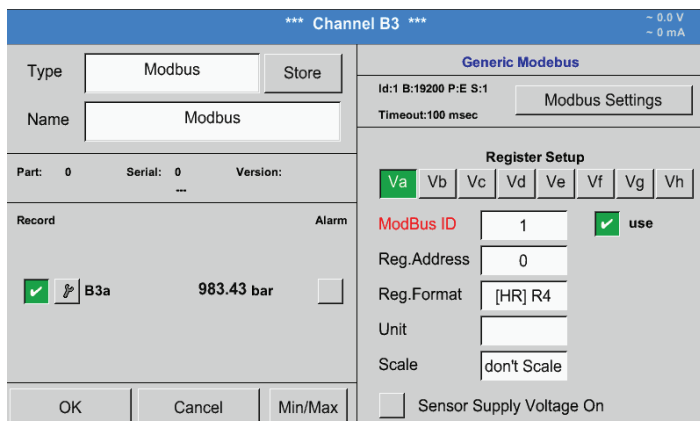 *** Channel B3 ***
~ 0.0 V
~ 0 mA
Type
Modbus
Store
Name
Modbus
Part: 0 Serial: 0 Version:
---
Record
Alarm
B3a 983.43 bar
OK
Cancel
Min/Max
Generic Modebus
Id:1 B:19200 P:E S:1
Timeout:100 msec
Modbus Settings
Register Setup
Va Vb Vc Vd Ve Vf Vg Vh
ModBus ID 1 use
Reg.Address 0
Reg.Format [HR] R4
Unit
Scale don't Scale
Sensor Supply Voltage On